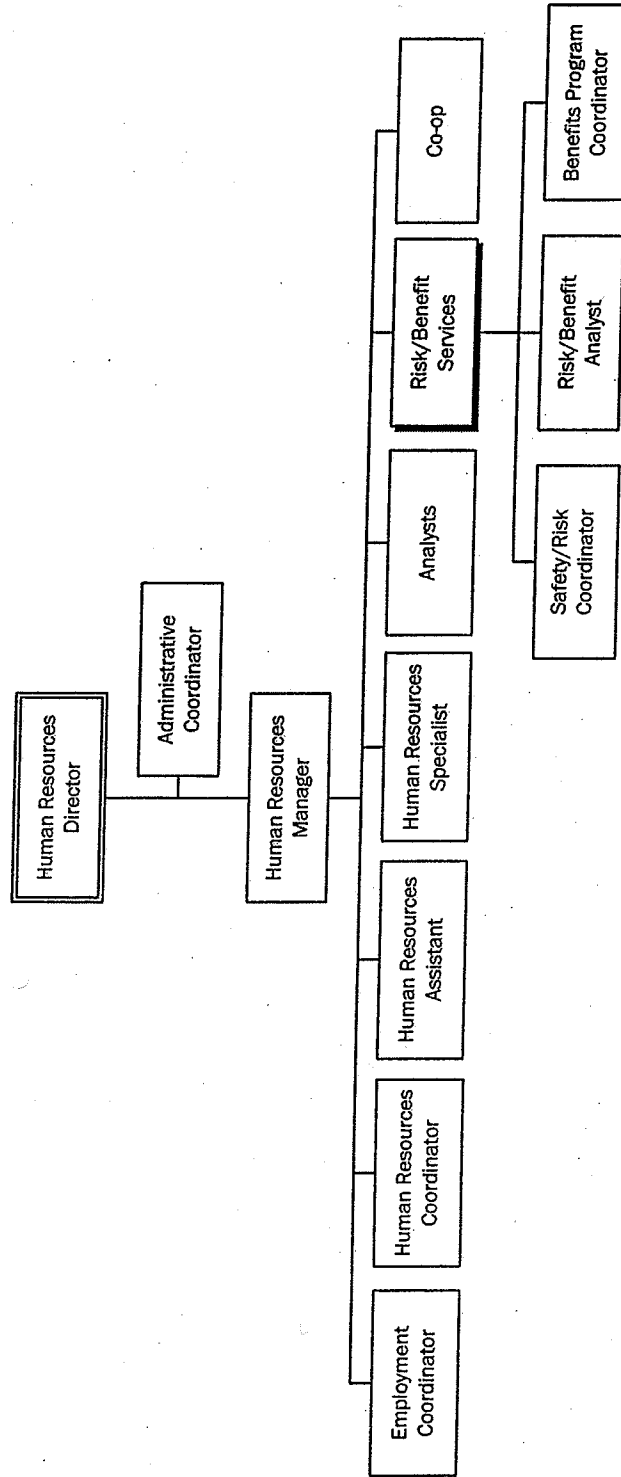 Human Resources
Director
Administrative
Coordinator
Human Resources
Manager
Employment
Coordinator
Human Resources
Coordinator
Human Resources
Assistant
Human Resources
Specialist
Analysts
Risk/Benefit
Services
Co-op
Safety/Risk
Coordinator
Risk/Benefit
Analyst
Benefits Program
Coordinator